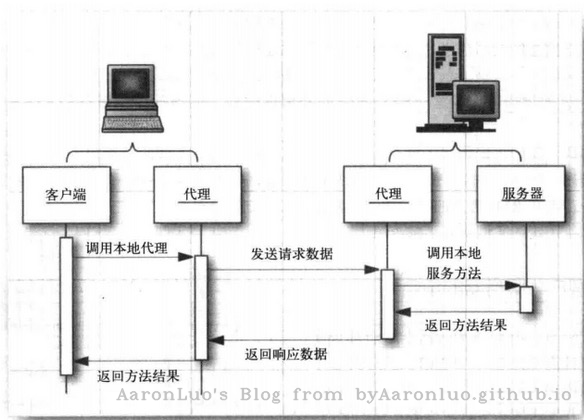 客户端
代理
代理
服务器
调用本地代理
发送请求数据
调用本地
服务方法
返回方法结果
返回响应数据
返回方法结果
AaronLuo's Blog from byAaronluo.github.io